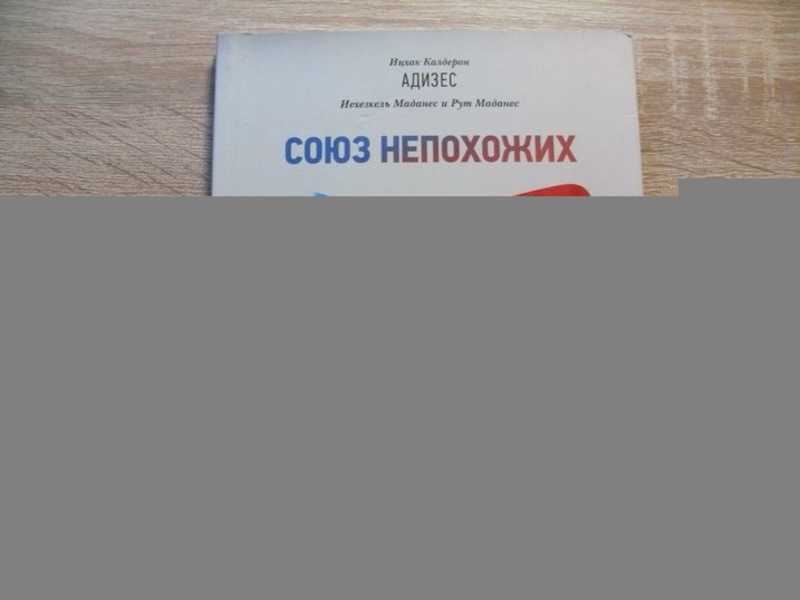 Ицхак Калдерон
АДИЗЕС
Иехезкель Маданес и Рут Маданес
СОЮЗ НЕПОХОЖИХ